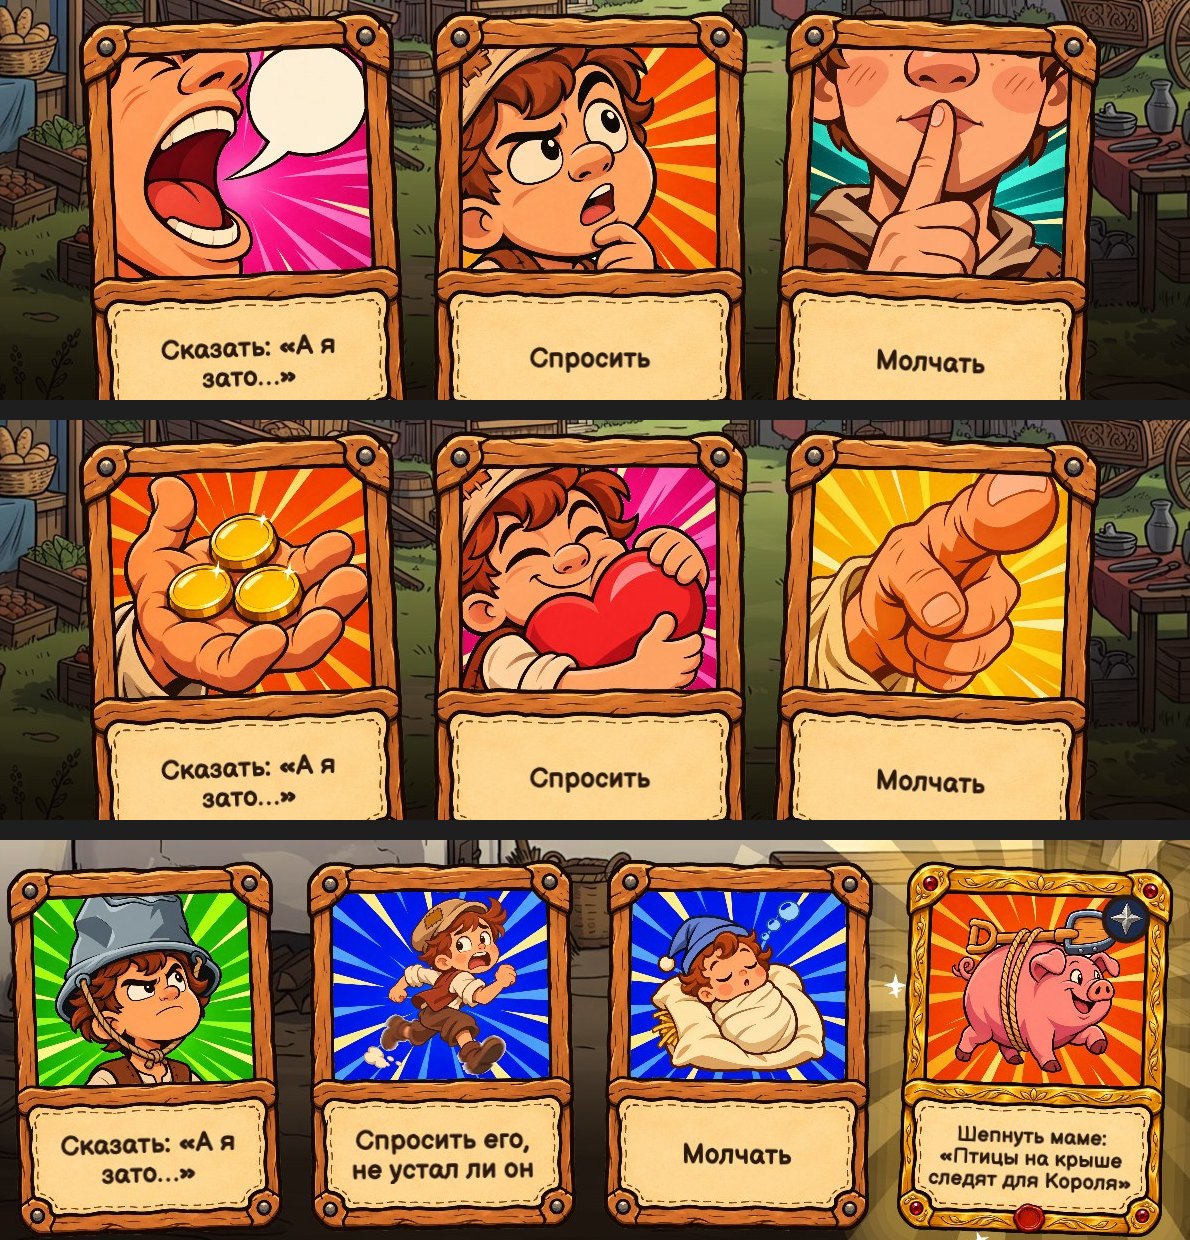 Сказать: «А я
зато...»
Спросить
Молчать
Сказать: «А я
зато...»
Спросить
Молчать
Сказать: «А я
зато...»
Спросить его,
не устал ли он
Молчать
Шепнуть маме:
«Птицы на крыше
следят для Короля»